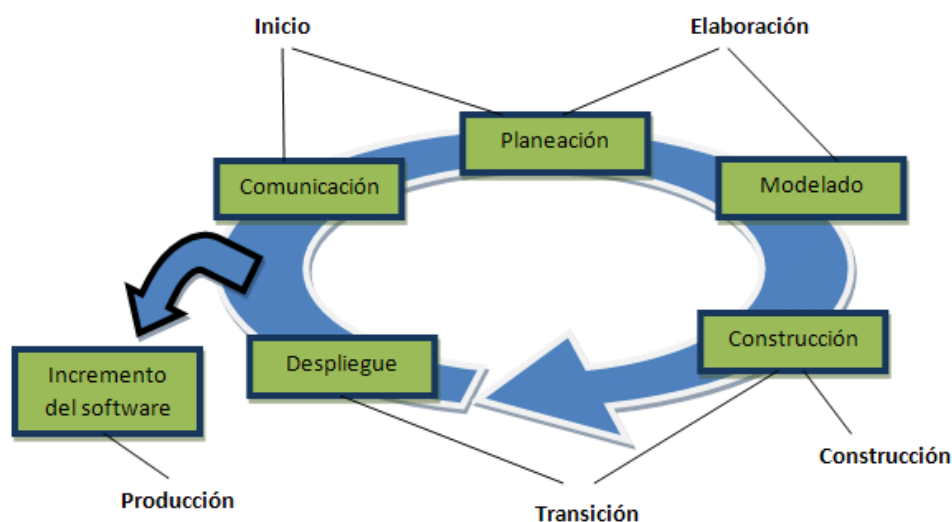 Inicio
Elaboración
Planeación
Comunicación
Modelado
Construcción
Despliegue
Incremento
del software
Construcción
Producción
Transición